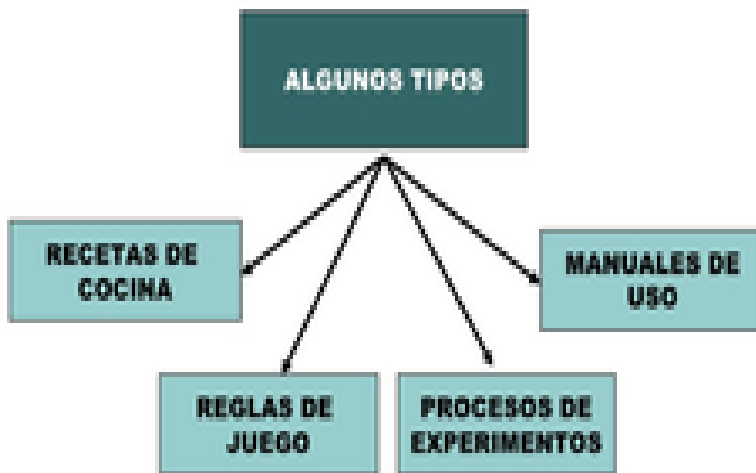 ALGUNOS TIPOS
RECETAS DE
COCINA
MANUALES DE
USO
REGLAS DE
JUEGO
PROCESOS DE
EXPERIMENTOS